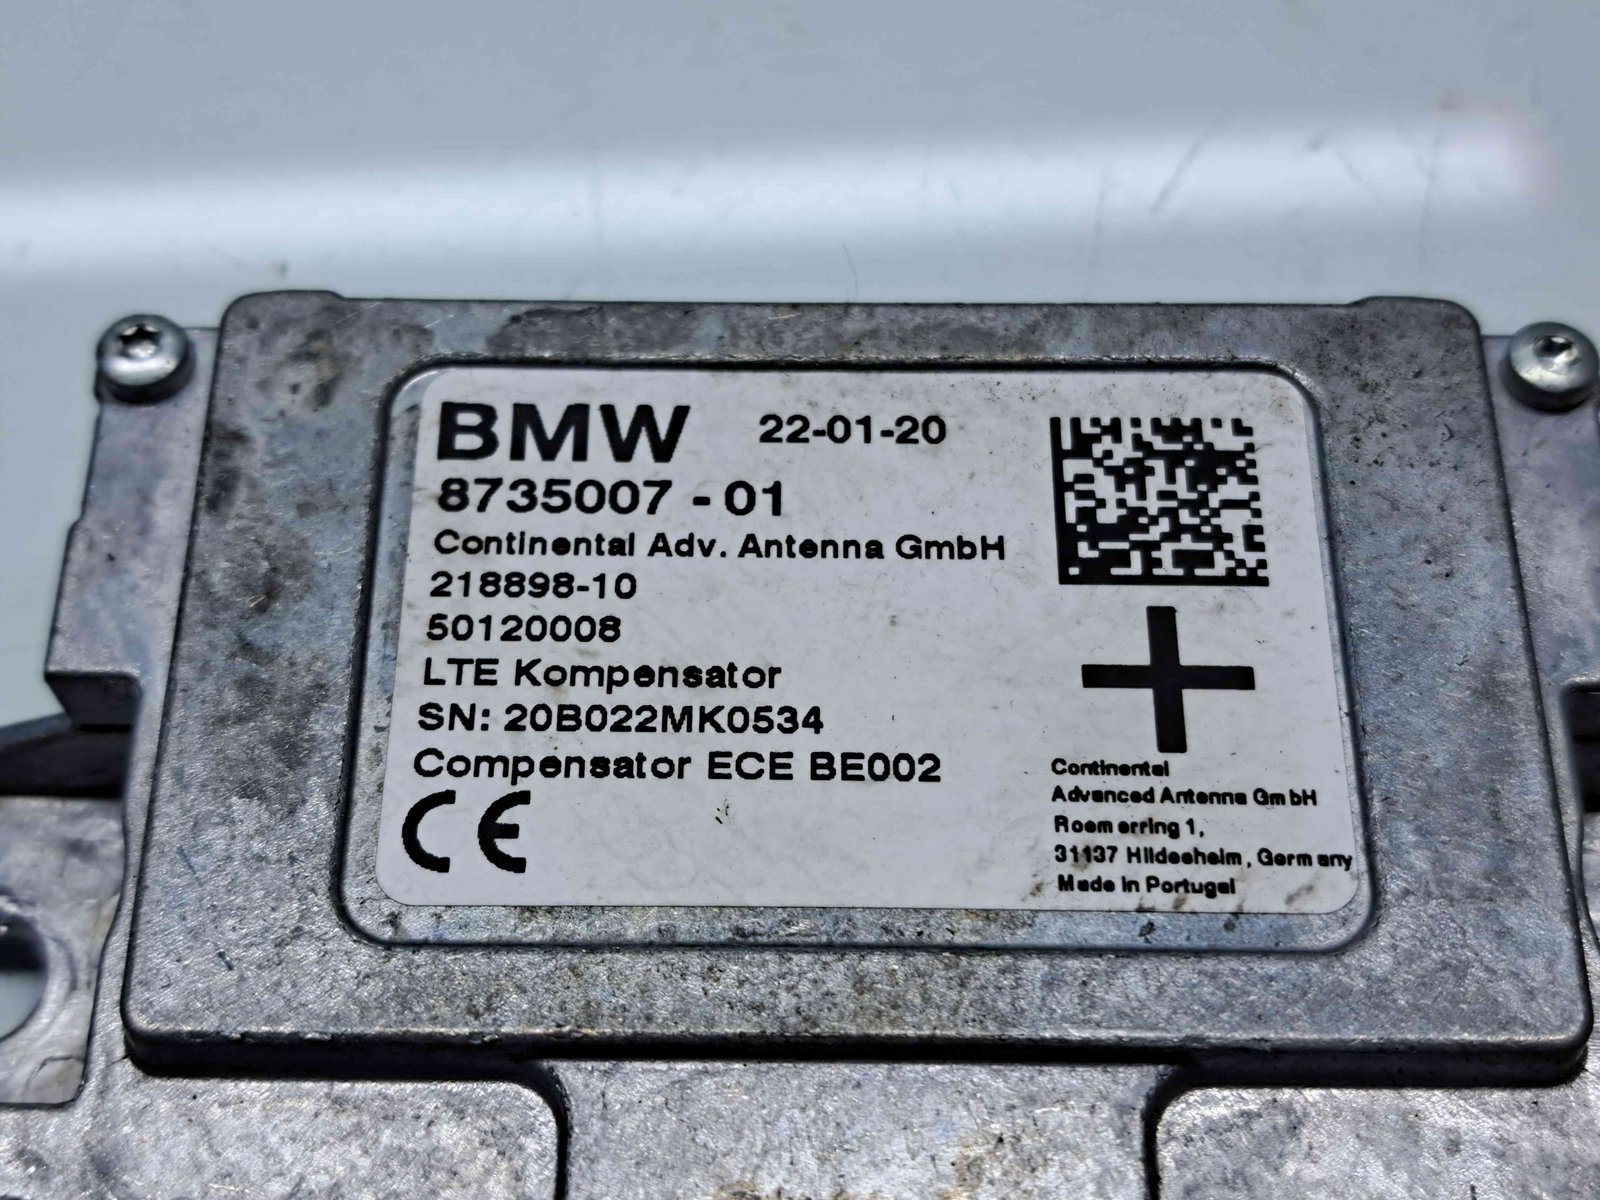 BMW 22-01-20
8735007 - 01
Continental Adv. Antenna GmbH
218898-10
50120008
LTE Kompensator
SN: 20B022MK0534
Compensator ECE BE002
CE
Continental
Advanced Antenna GmbH
Roemerring 1,
31137 Hildesheim, Germany
Made in Portugal